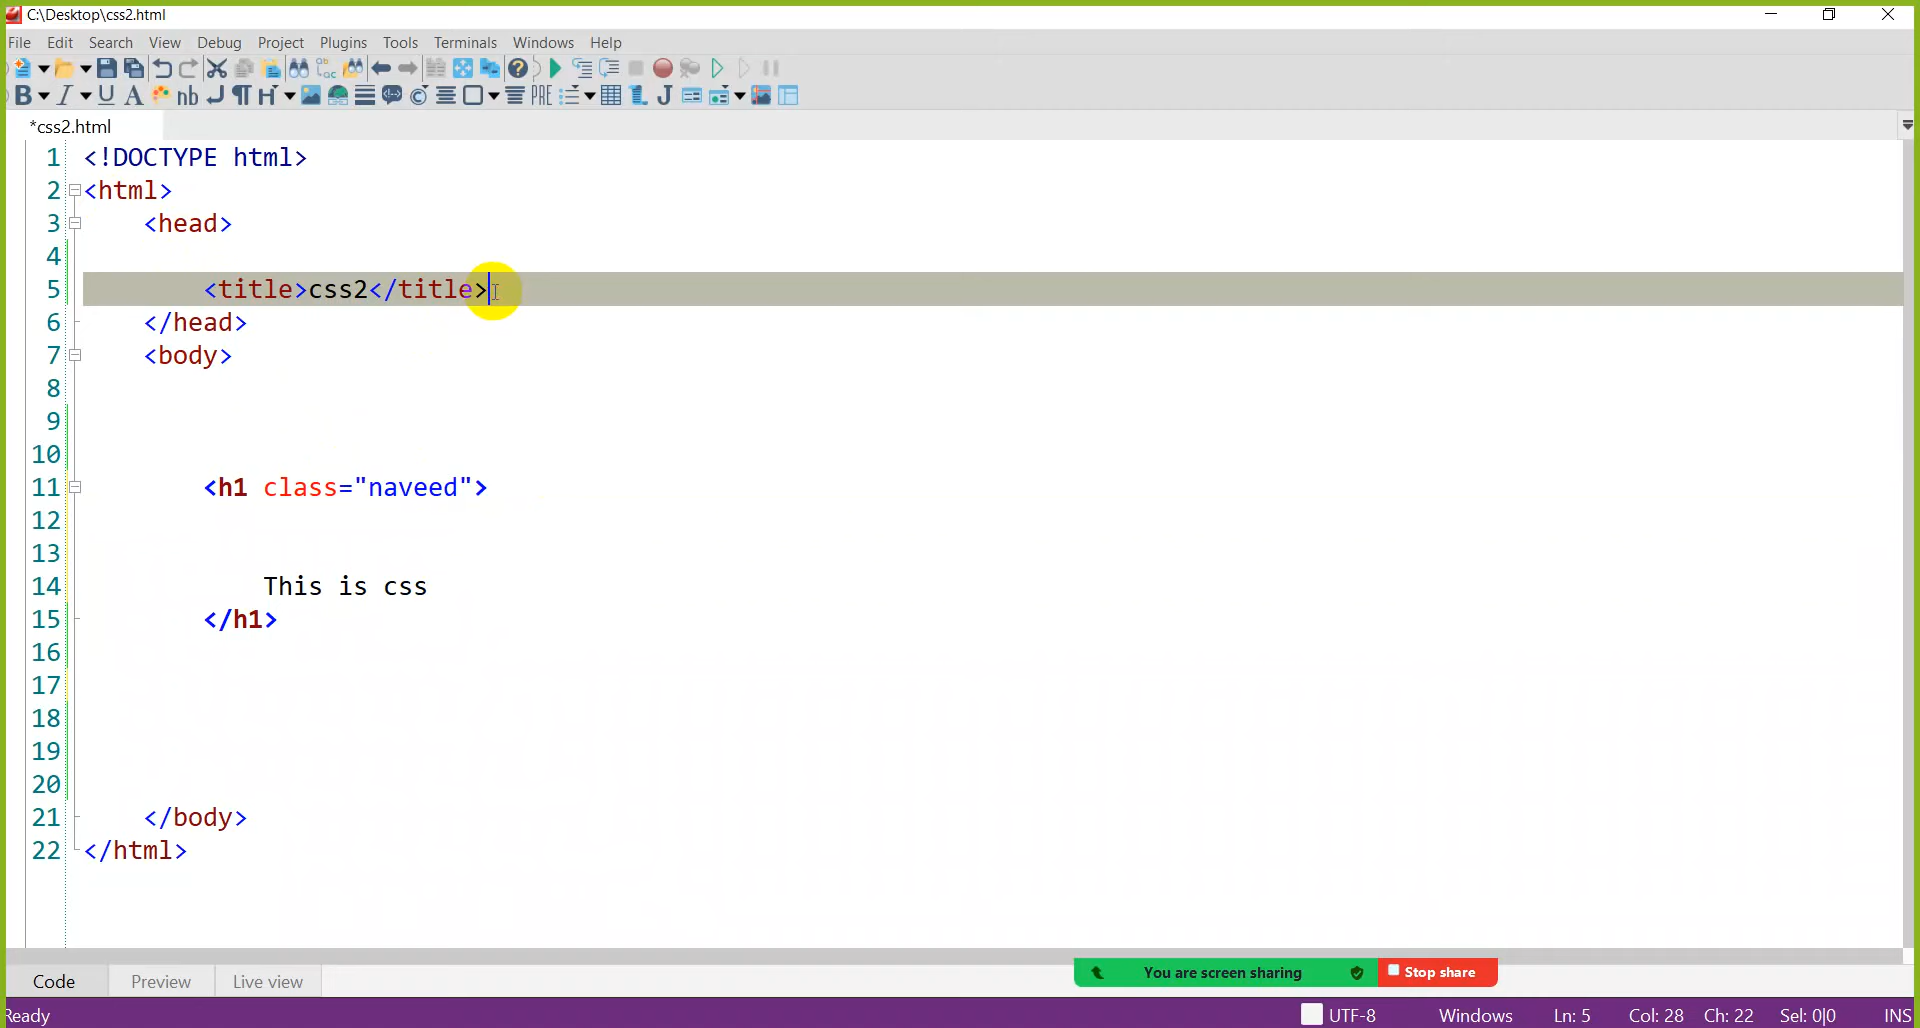 C:\Desktop\css2.html
File Edit Search View Debug Project Plugins Tools Terminals Windows Help
B I U A nb ¶ H © PRE J
*css2.html
1 <!DOCTYPE html>
2 <html>
3 <head>
4
5 <title>css2</title>
6 </head>
7 <body>
8
9
10
11 <h1 class="naveed">
12
13
14 This is css
15 </h1>
16
17
18
19
20
21 </body>
22 </html>
You are screen sharing Stop share
Code Preview Live view
Ready UTF-8 Windows Ln: 5 Col: 28 Ch: 22 Sel: 0|0 INS